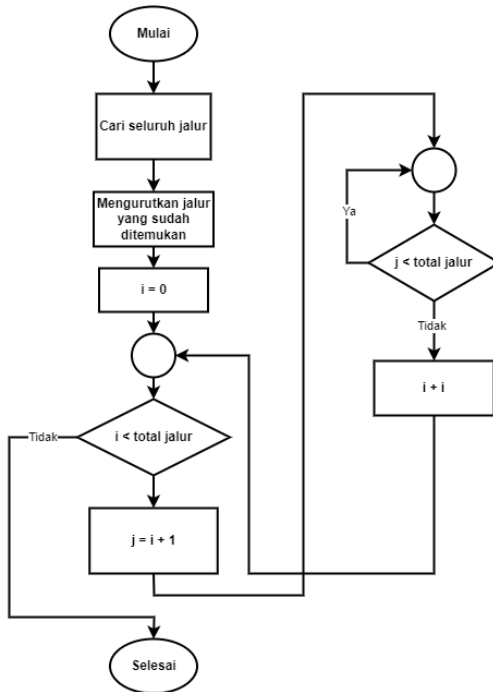 Mulai
Cari seluruh jalur
Mengurutkan jalur
yang sudah
ditemukan
i = 0
i < total jalur
Tidak
j = i + 1
Selesai
Ya
j < total jalur
Tidak
i + i